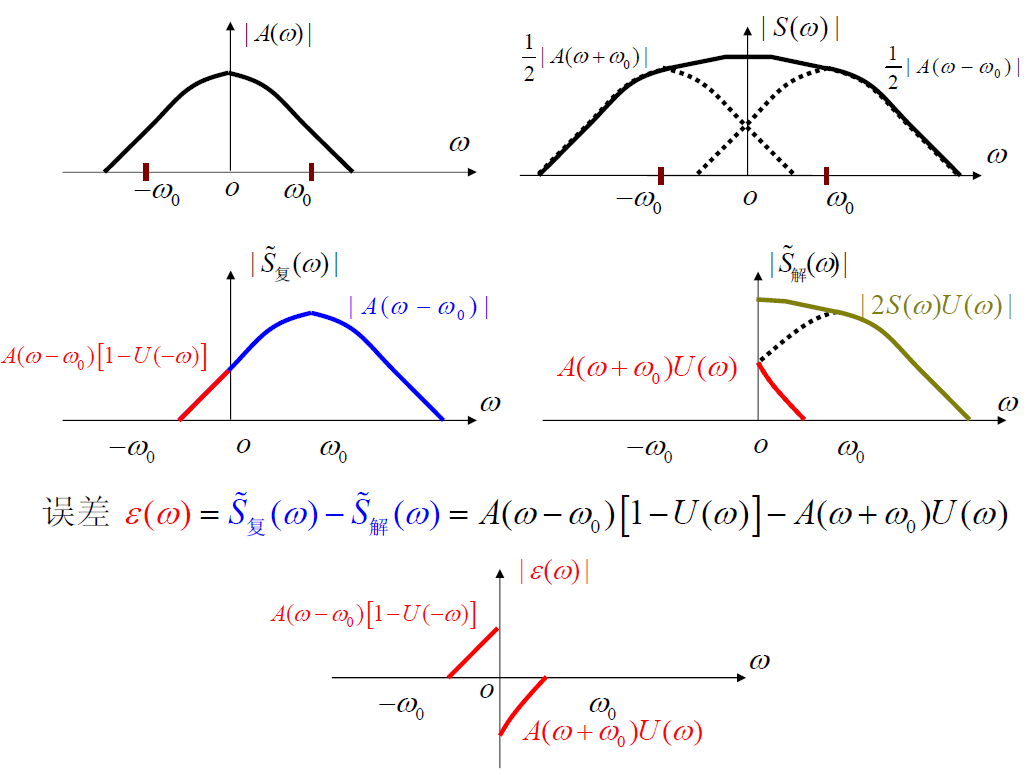 |A(ω)|
ω
−ω₀ o ω₀
|S(ω)|
½|A(ω+ω₀)|
½|A(ω−ω₀)|
ω
−ω₀ o ω₀
|S̃复(ω)|
|A(ω−ω₀)|
A(ω−ω₀)[1−U(−ω)]
ω
−ω₀ o ω₀
|S̃解(ω)|
|2S(ω)U(ω)|
A(ω+ω₀)U(ω)
ω
−ω₀ o ω₀
误差 ε(ω) = S̃复(ω) − S̃解(ω) = A(ω−ω₀)[1−U(ω)] − A(ω+ω₀)U(ω)
|ε(ω)|
A(ω−ω₀)[1−U(−ω)]
ω
−ω₀ o ω₀
A(ω+ω₀)U(ω)